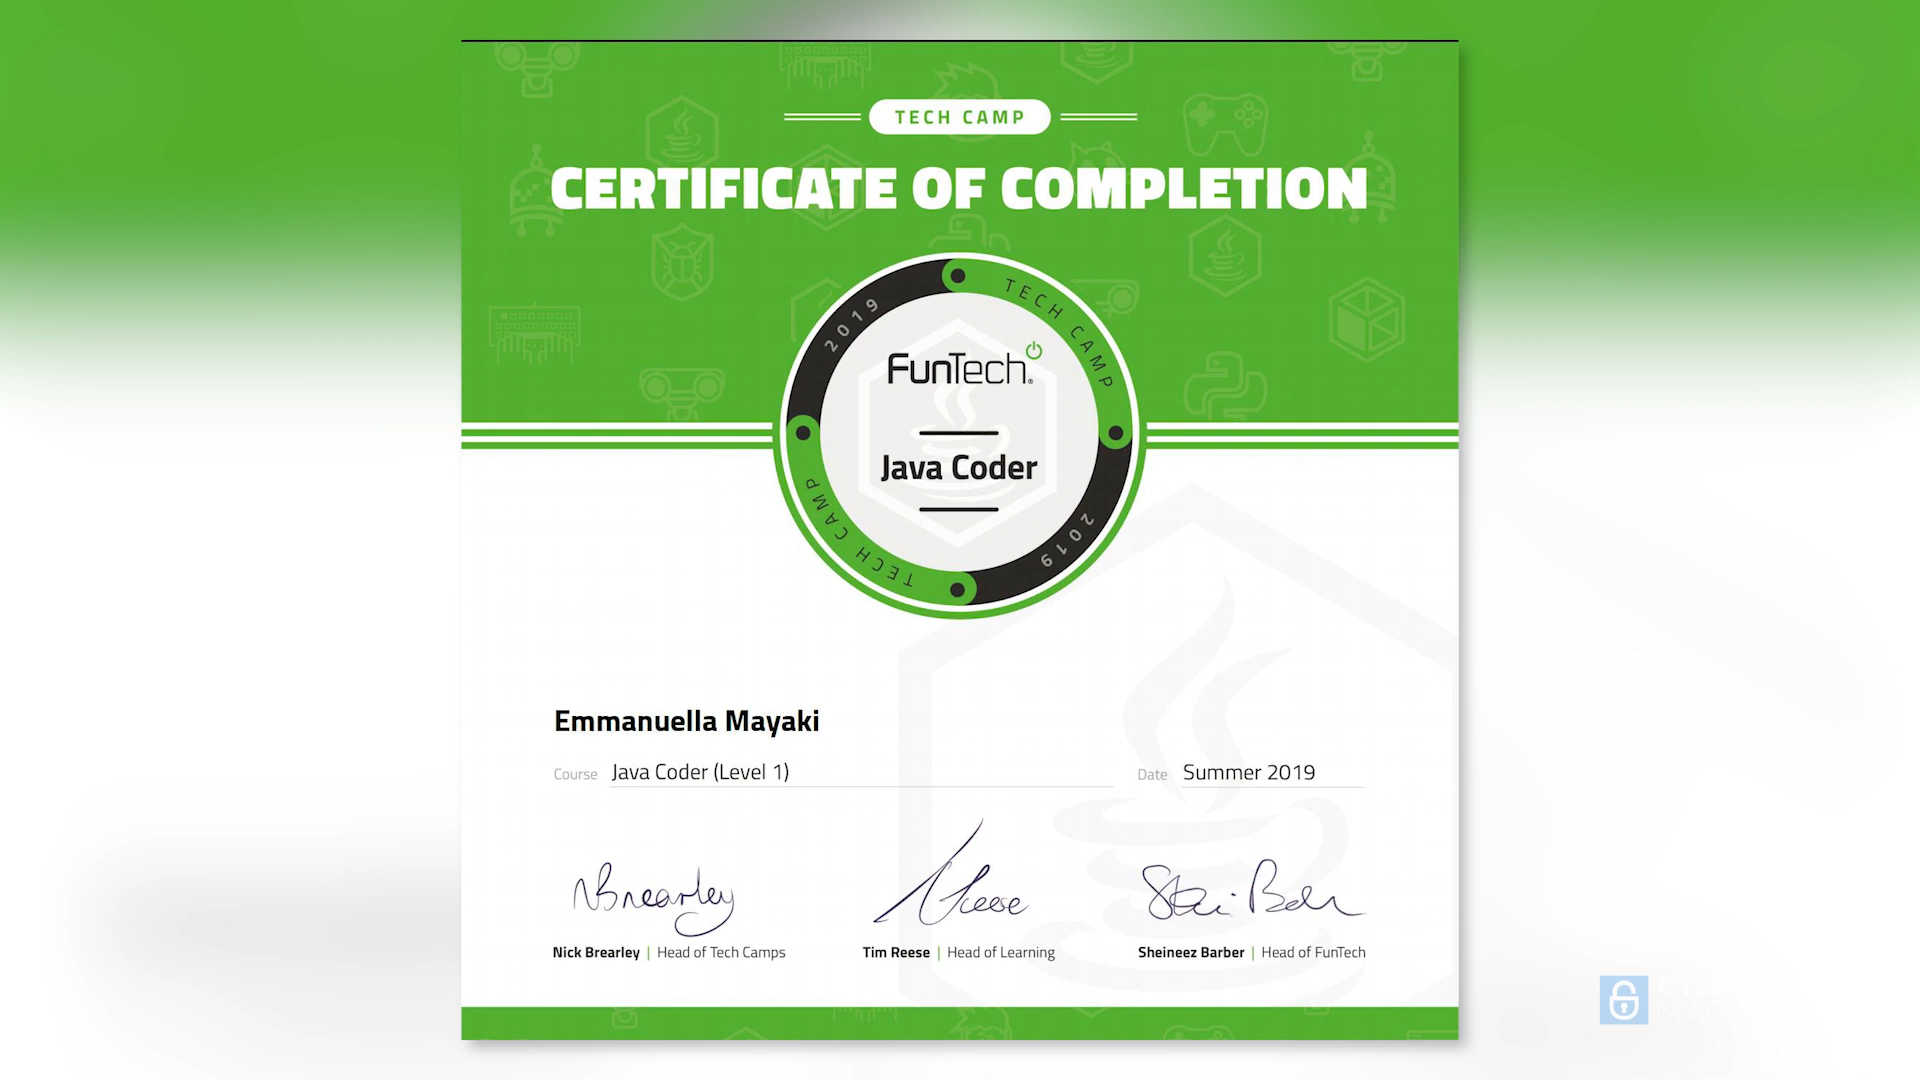 TECH CAMP
CERTIFICATE OF COMPLETION
2019
TECH CAMP
FunTech®
Java Coder
TECH CAMP
2019
Emmanuella Mayaki
Course Java Coder (Level 1)
Date Summer 2019
NBrearley
Nick Brearley | Head of Tech Camps
Tim Reese | Head of Learning
Sheineez Barber | Head of FunTech